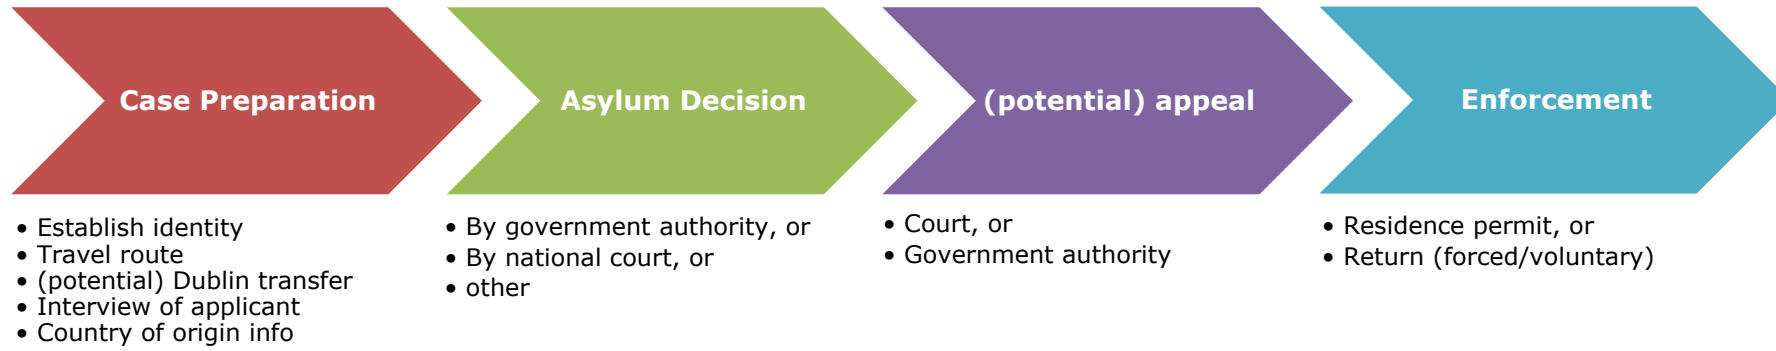 Case Preparation
• Establish identity
• Travel route
• (potential) Dublin transfer
• Interview of applicant
• Country of origin info
Asylum Decision
• By government authority, or
• By national court, or
• other
(potential) appeal
• Court, or
• Government authority
Enforcement
• Residence permit, or
• Return (forced/voluntary)